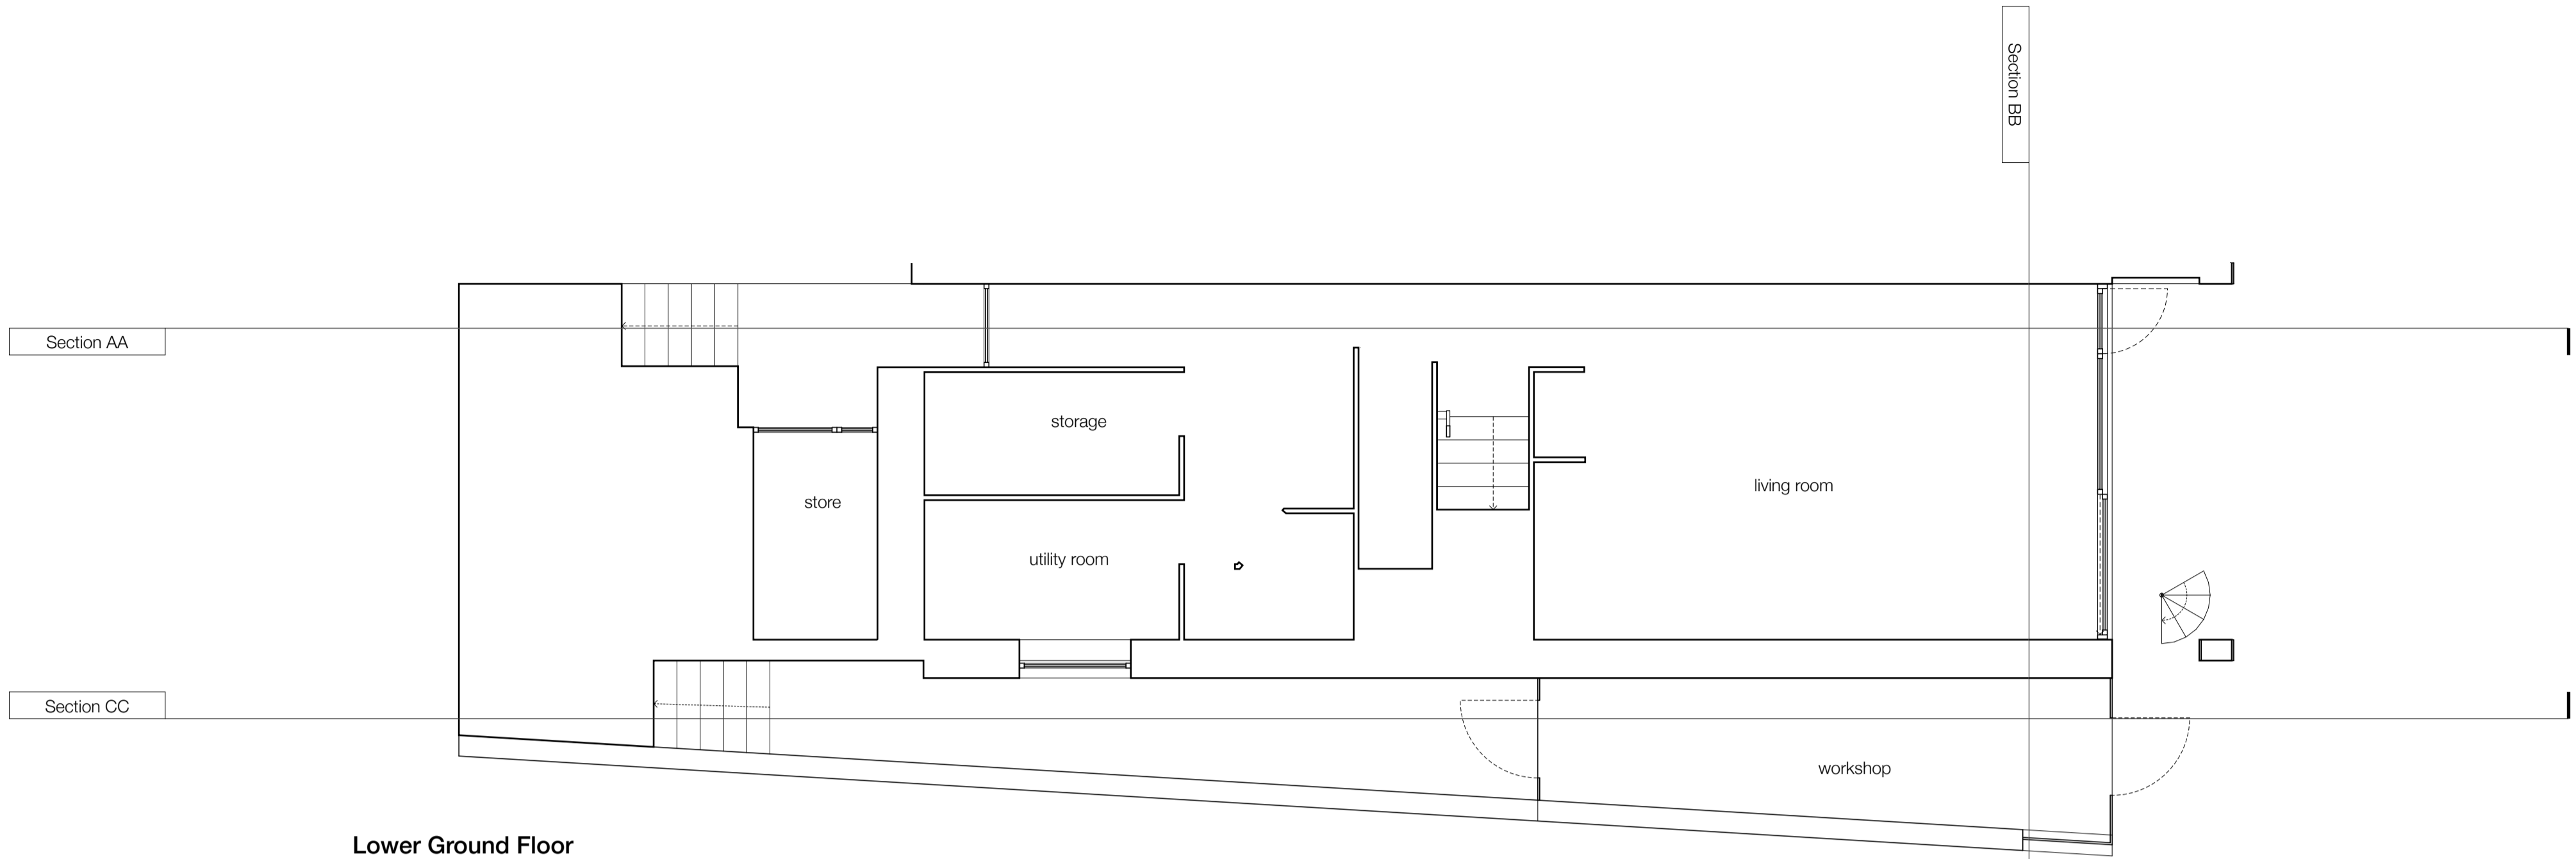 Section BB
Section AA
storage
living room
store
utility room
Section CC
workshop
Lower Ground Floor